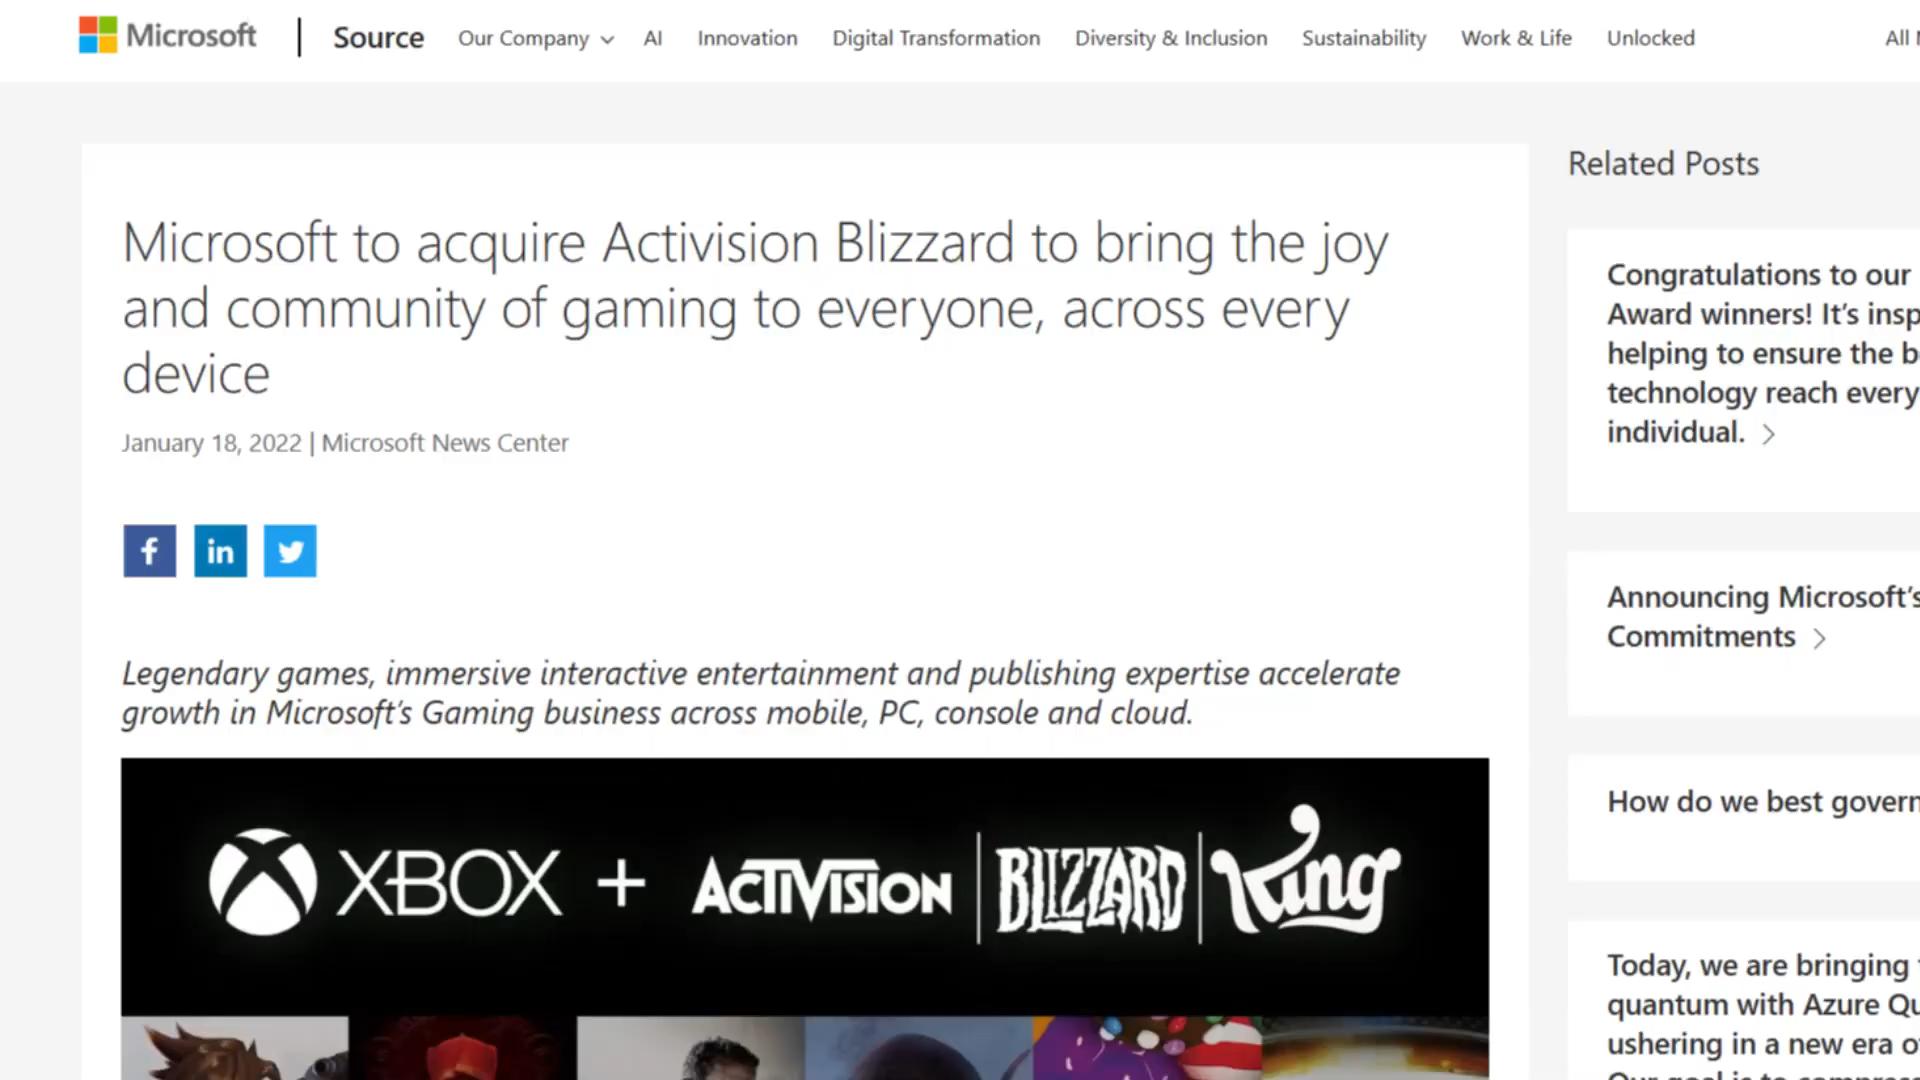 Microsoft
Source
Our Company
AI
Innovation
Digital Transformation
Diversity & Inclusion
Sustainability
Work & Life
Unlocked
All
Microsoft to acquire Activision Blizzard to bring the joy
and community of gaming to everyone, across every
device
January 18, 2022 | Microsoft News Center
f
in
Legendary games, immersive interactive entertainment and publishing expertise accelerate
growth in Microsoft's Gaming business across mobile, PC, console and cloud.
XBOX + ACTIVISION | BLIZZARD | King
Related Posts
Congratulations to our
Award winners! It's insp
helping to ensure the b
technology reach every
individual.
Announcing Microsoft's
Commitments
How do we best govern
Today, we are bringing
quantum with Azure Qu
ushering in a new era o